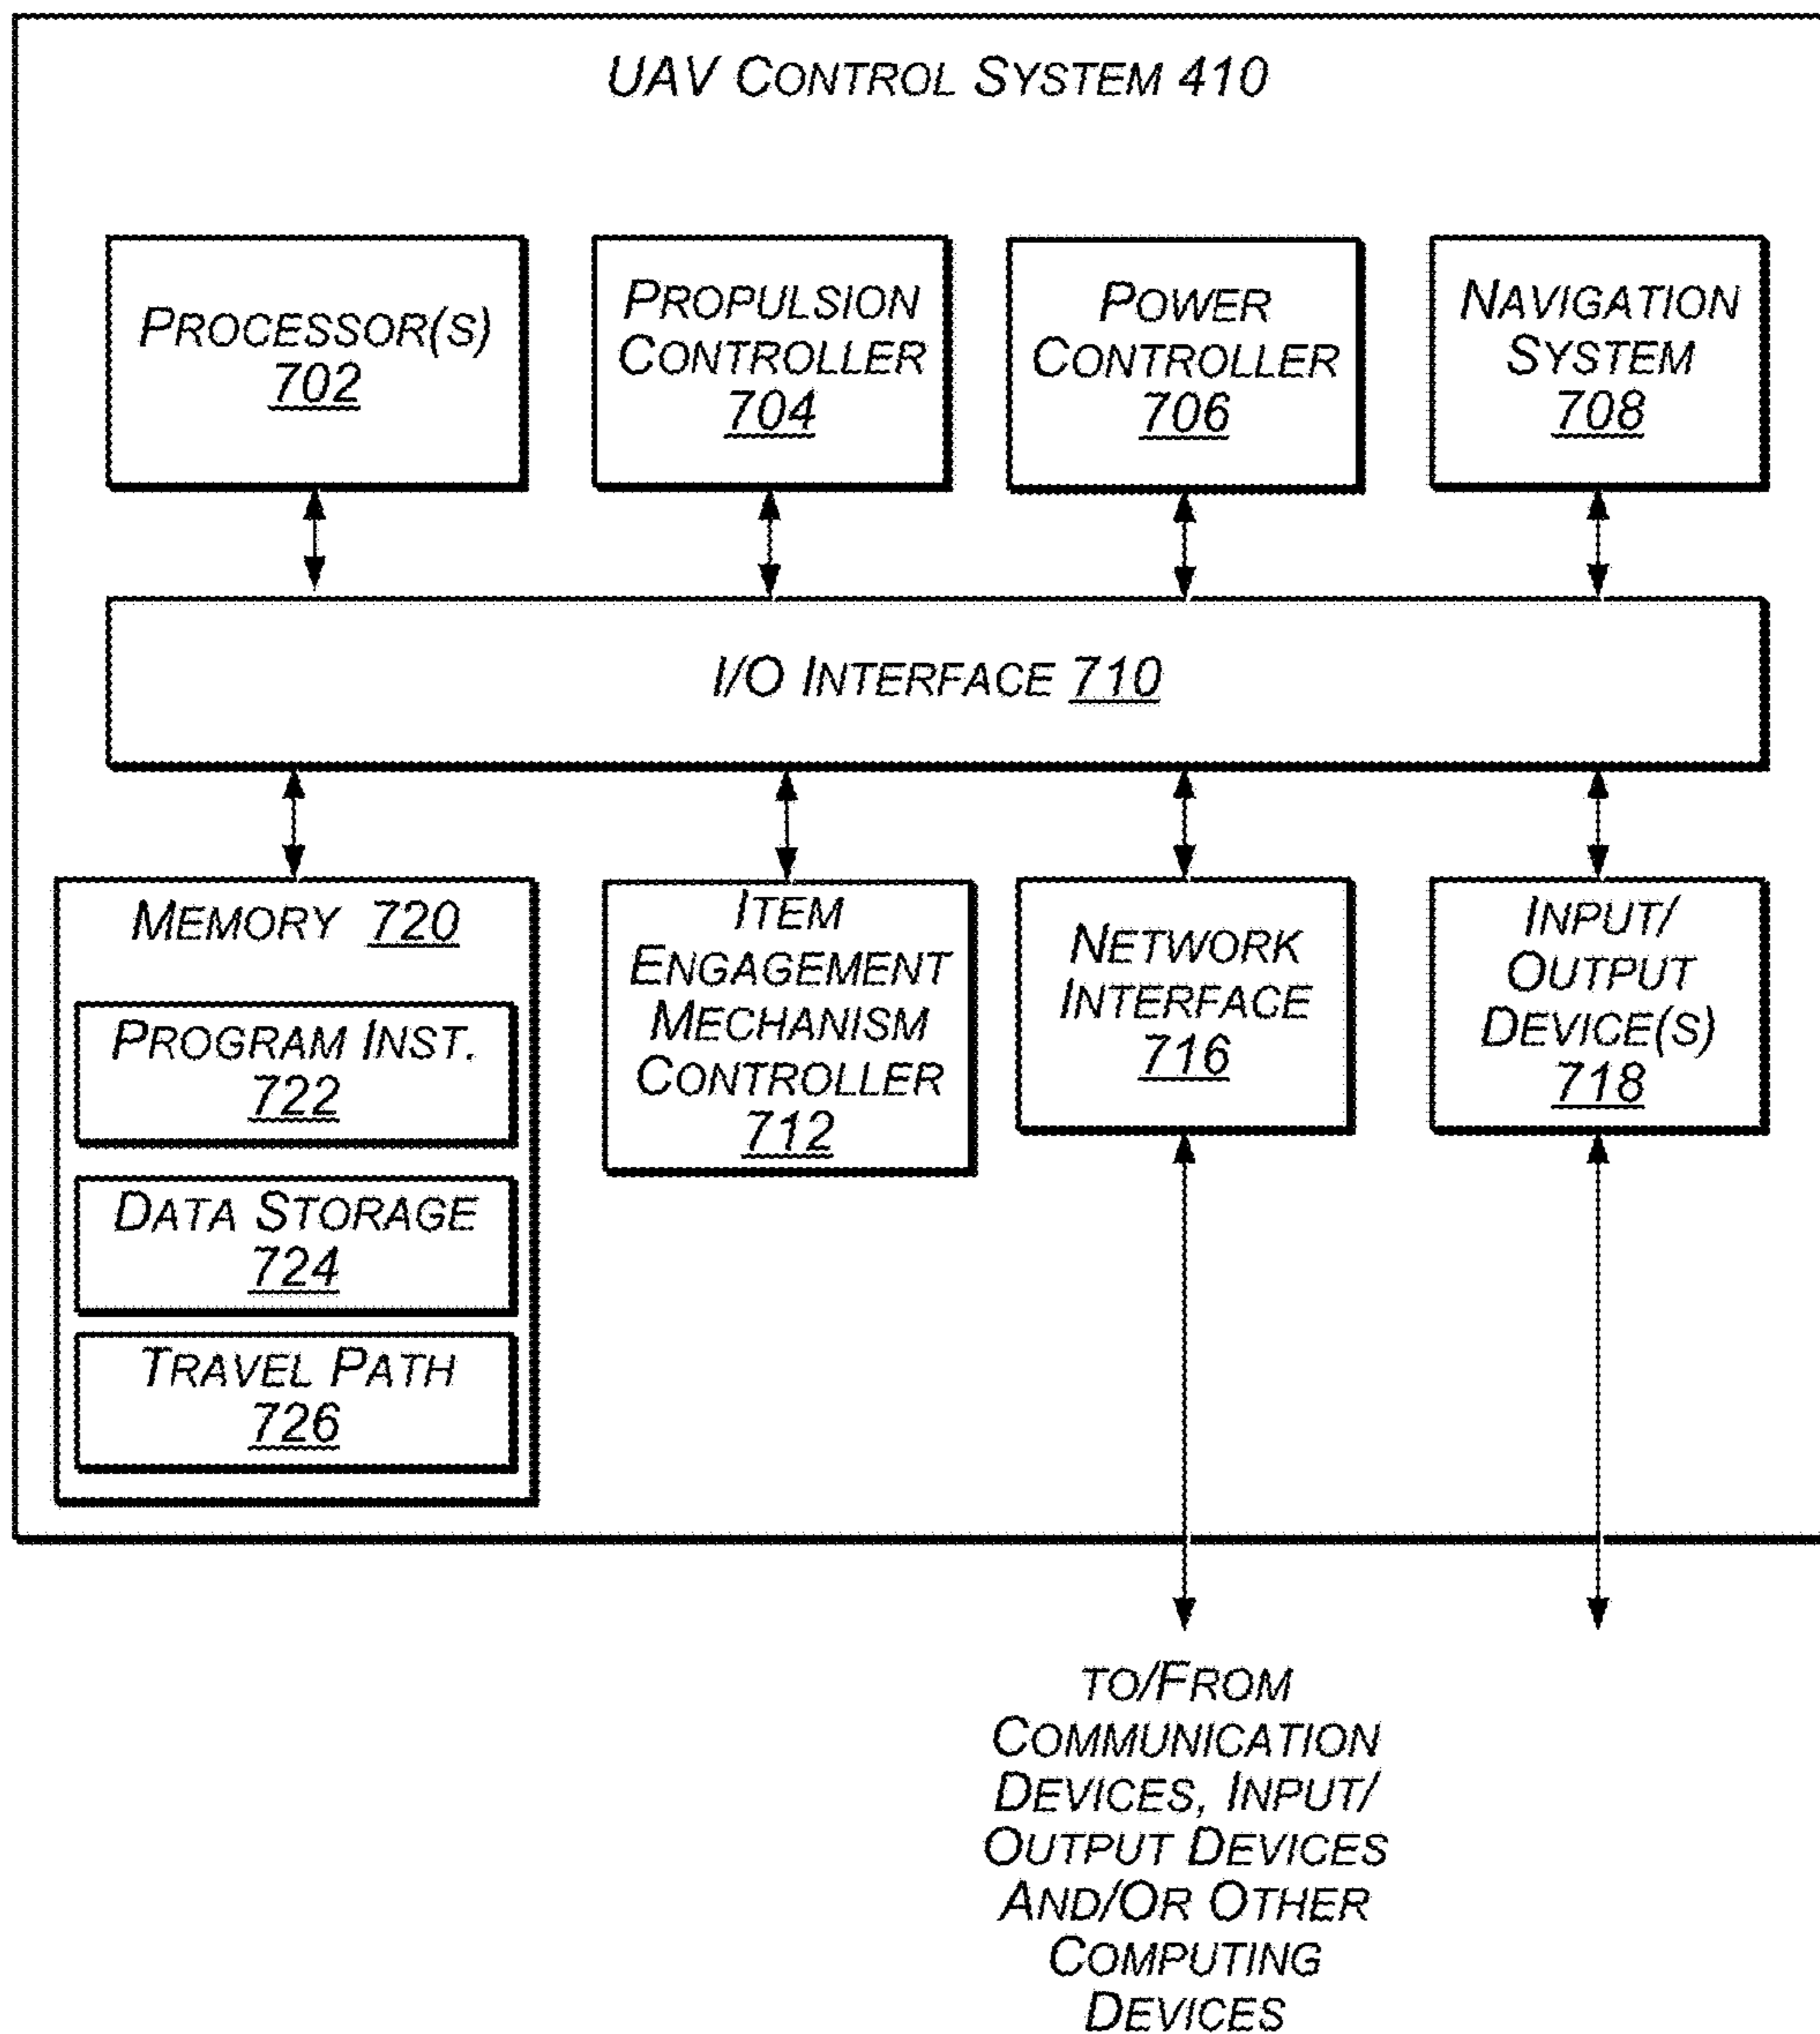 UAV CONTROL SYSTEM 410
PROCESSOR(S)
702
PROPULSION
CONTROLLER
704
POWER
CONTROLLER
706
NAVIGATION
SYSTEM
708
I/O INTERFACE 710
MEMORY 720
PROGRAM INST.
722
DATA STORAGE
724
TRAVEL PATH
726
ITEM
ENGAGEMENT
MECHANISM
CONTROLLER
712
NETWORK
INTERFACE
716
INPUT/
OUTPUT
DEVICE(S)
718
TO/FROM
COMMUNICATION
DEVICES, INPUT/
OUTPUT DEVICES
AND/OR OTHER
COMPUTING
DEVICES